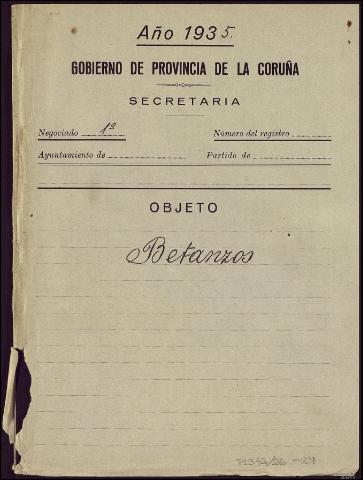 Año 1935.
GOBIERNO DE PROVINCIA DE LA CORUÑA
SECRETARIA
Negociado 1º Número del registro
Ayuntamiento de Partido de
OBJETO
Betanzos